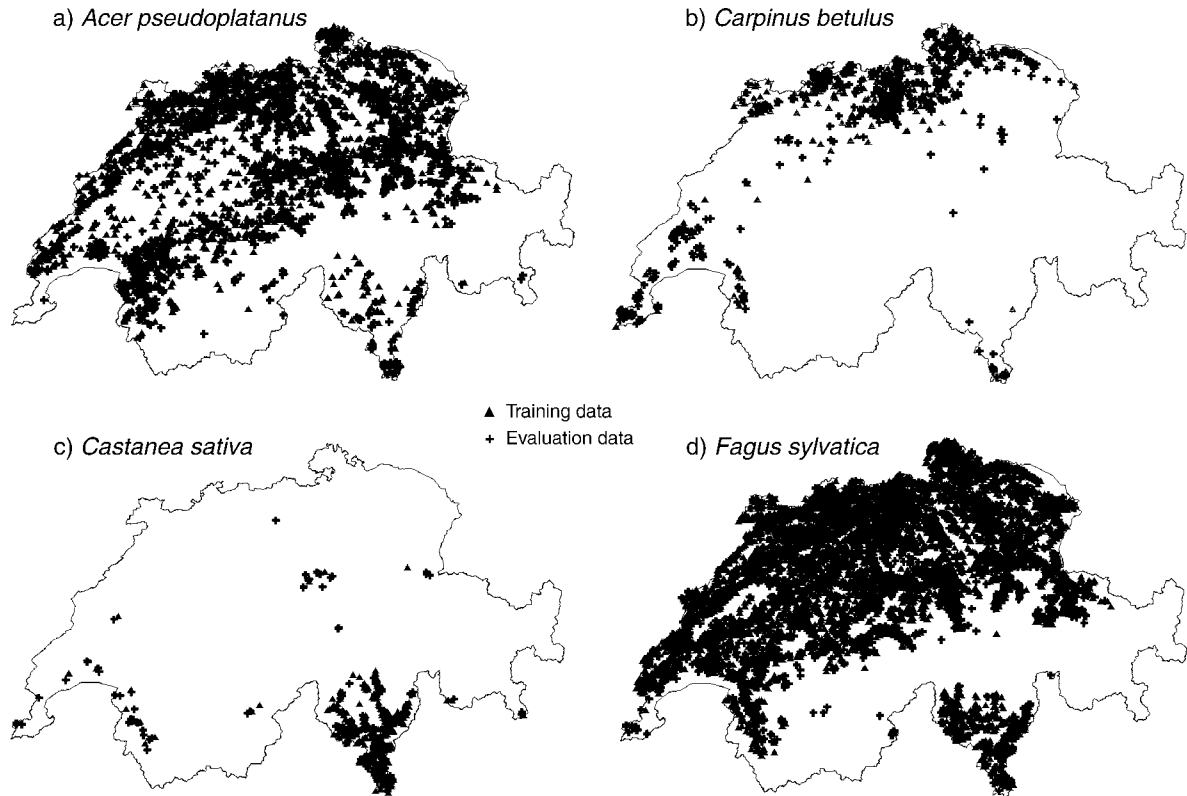 a) Acer pseudoplatanus
b) Carpinus betulus
Training data
Evaluation data
c) Castanea sativa
d) Fagus sylvatica